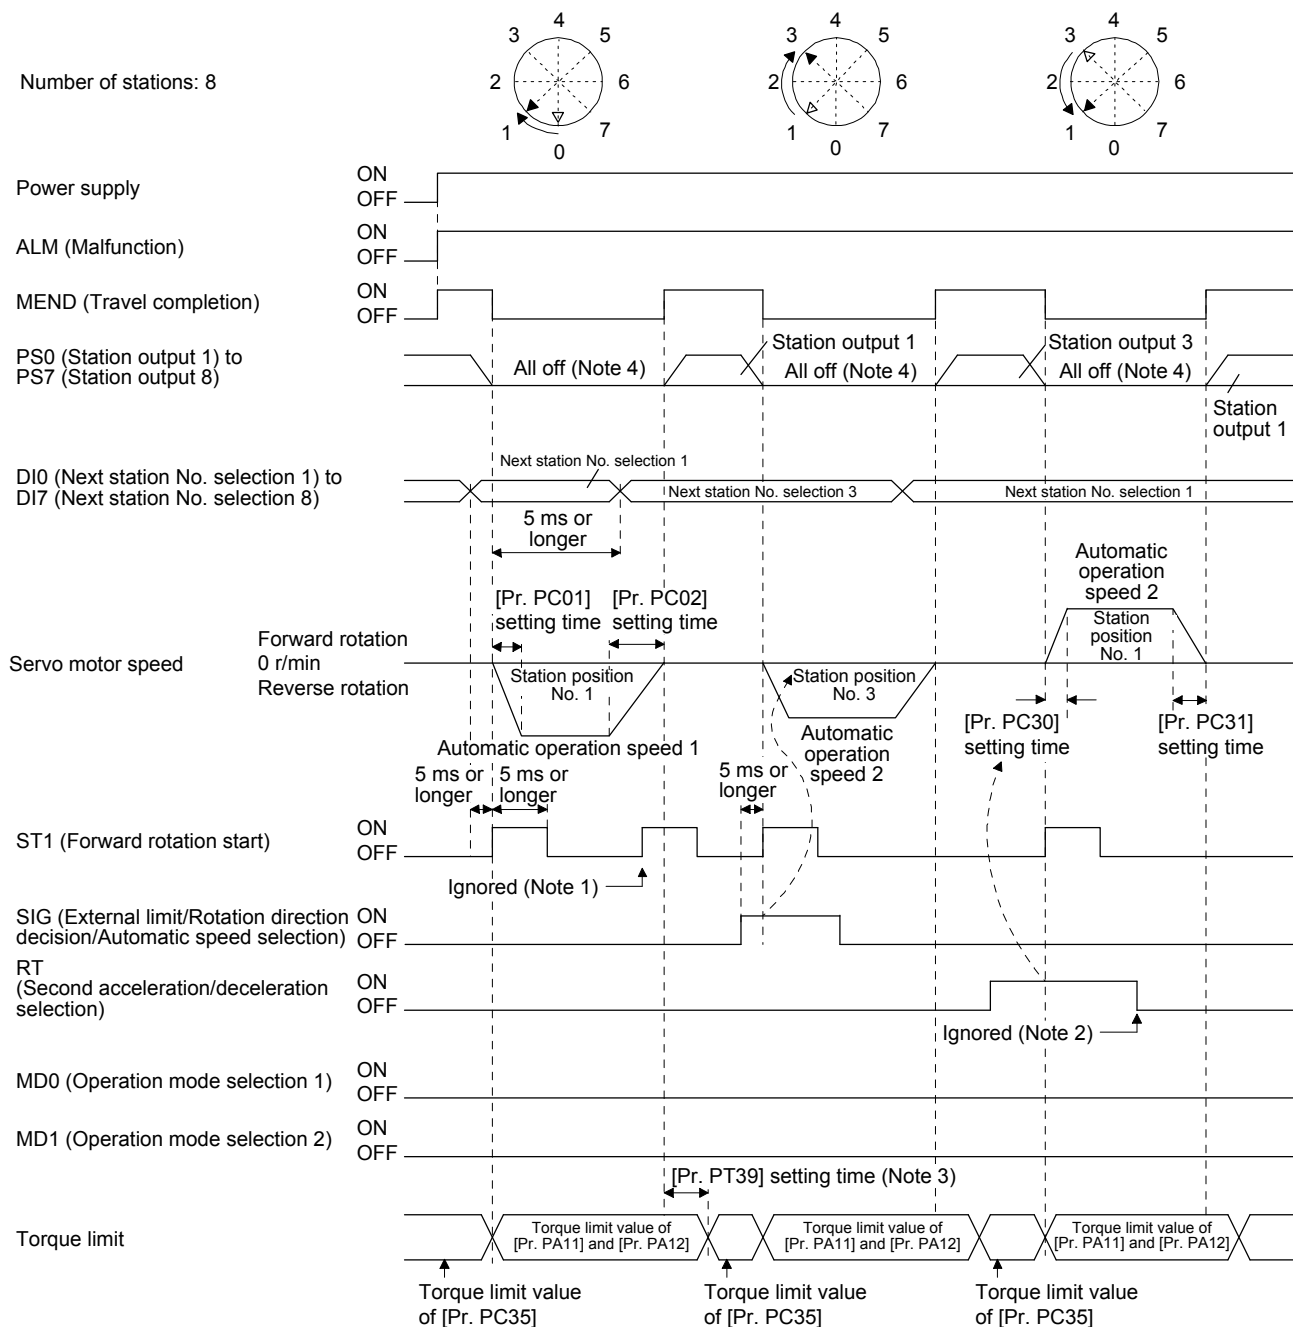 Number of stations: 8
4
3 5
2 6
1 7
0
4
3 5
2 6
1 7
0
4
3 5
2 6
1 7
0
Power supply
ON
OFF
ALM (Malfunction)
ON
OFF
MEND (Travel completion)
ON
OFF
PS0 (Station output 1) to
PS7 (Station output 8)
All off (Note 4)
Station output 1
All off (Note 4)
Station output 3
All off (Note 4)
Station
output 1
DI0 (Next station No. selection 1) to
DI7 (Next station No. selection 8)
Next station No. selection 1
Next station No. selection 3
Next station No. selection 1
5 ms or
longer
Servo motor speed
Forward rotation
0 r/min
Reverse rotation
[Pr. PC01]
setting time
[Pr. PC02]
setting time
Station position
No. 1
Automatic operation speed 1
Station position
No. 3
Automatic
operation
speed 2
Automatic
operation
speed 2
Station
position
No. 1
[Pr. PC30]
setting time
[Pr. PC31]
setting time
5 ms or
longer
5 ms or
longer
5 ms or
longer
ST1 (Forward rotation start)
ON
OFF
Ignored (Note 1)
SIG (External limit/Rotation direction
decision/Automatic speed selection)
ON
OFF
RT
(Second acceleration/deceleration
selection)
ON
OFF
Ignored (Note 2)
MD0 (Operation mode selection 1)
ON
OFF
MD1 (Operation mode selection 2)
ON
OFF
[Pr. PT39] setting time (Note 3)
Torque limit
Torque limit value of
[Pr. PA11] and [Pr. PA12]
Torque limit value of
[Pr. PA11] and [Pr. PA12]
Torque limit value of
[Pr. PA11] and [Pr. PA12]
Torque limit value
of [Pr. PC35]
Torque limit value
of [Pr. PC35]
Torque limit value
of [Pr. PC35]